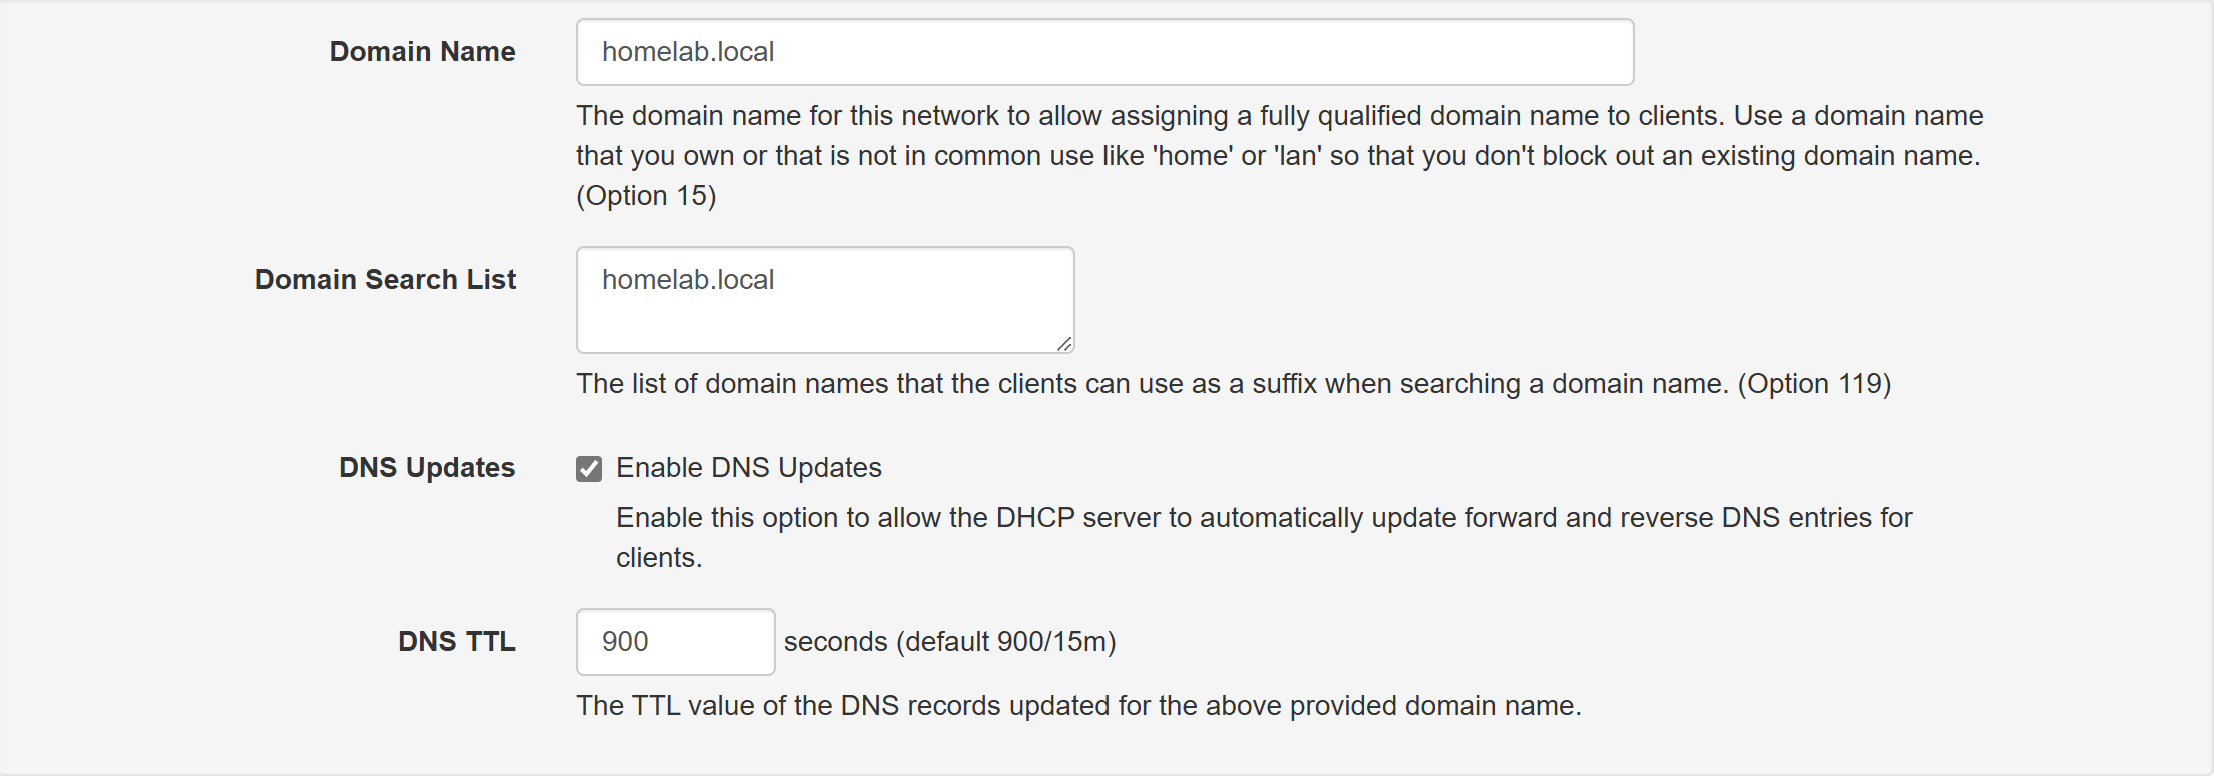 Domain Name
homelab.local
The domain name for this network to allow assigning a fully qualified domain name to clients. Use a domain name
that you own or that is not in common use like 'home' or 'lan' so that you don't block out an existing domain name.
(Option 15)
Domain Search List
homelab.local
The list of domain names that the clients can use as a suffix when searching a domain name. (Option 119)
DNS Updates
Enable DNS Updates
Enable this option to allow the DHCP server to automatically update forward and reverse DNS entries for
clients.
DNS TTL
900 seconds (default 900/15m)
The TTL value of the DNS records updated for the above provided domain name.